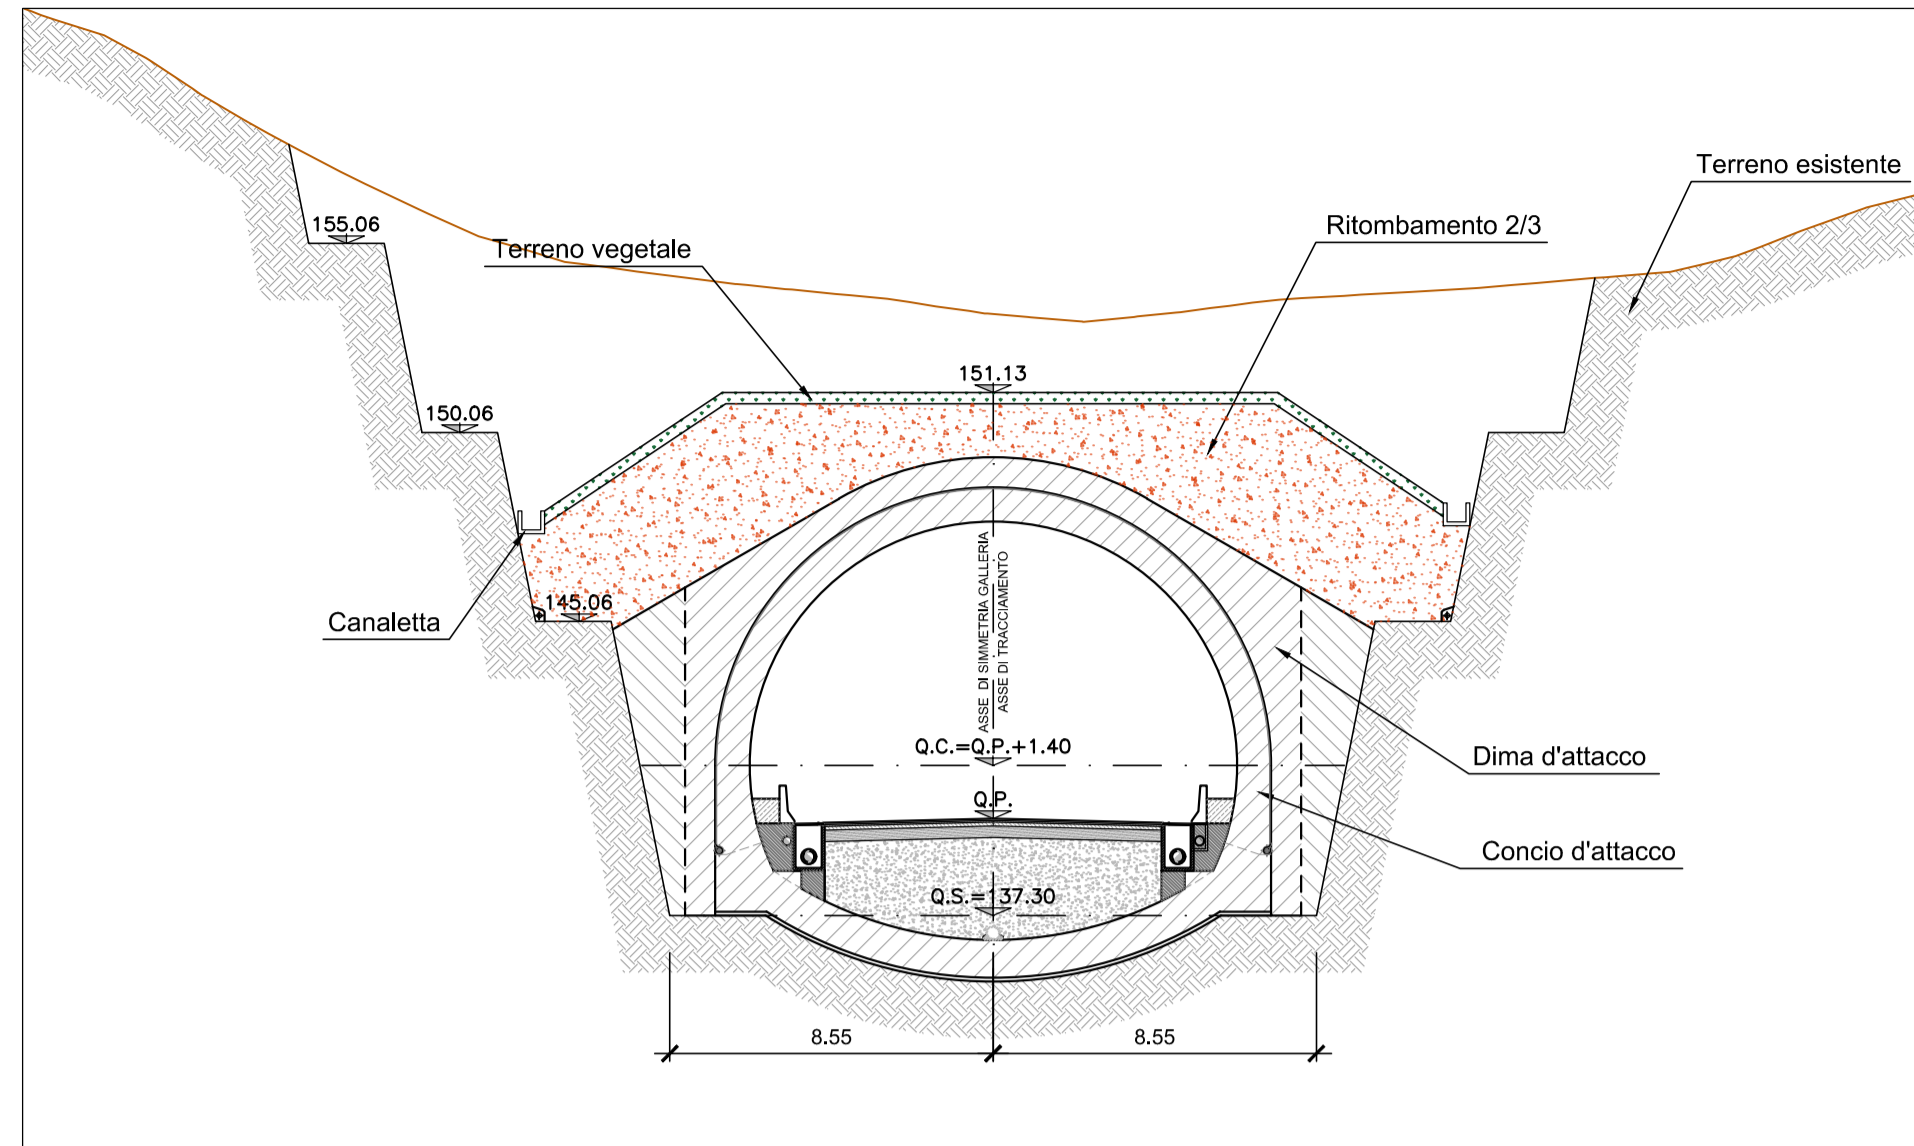 Terreno esistente
155.06
Ritombamento 2/3
Terreno vegetale
151.13
150.06
145.06
Canaletta
ASSE DI SIMMETRIA GALLERIA
ASSE DI TRACCIAMENTO
Q.C.=Q.P.+1.40
Dima d'attacco
Q.P.
Concio d'attacco
Q.S.=137.30
8.55
8.55